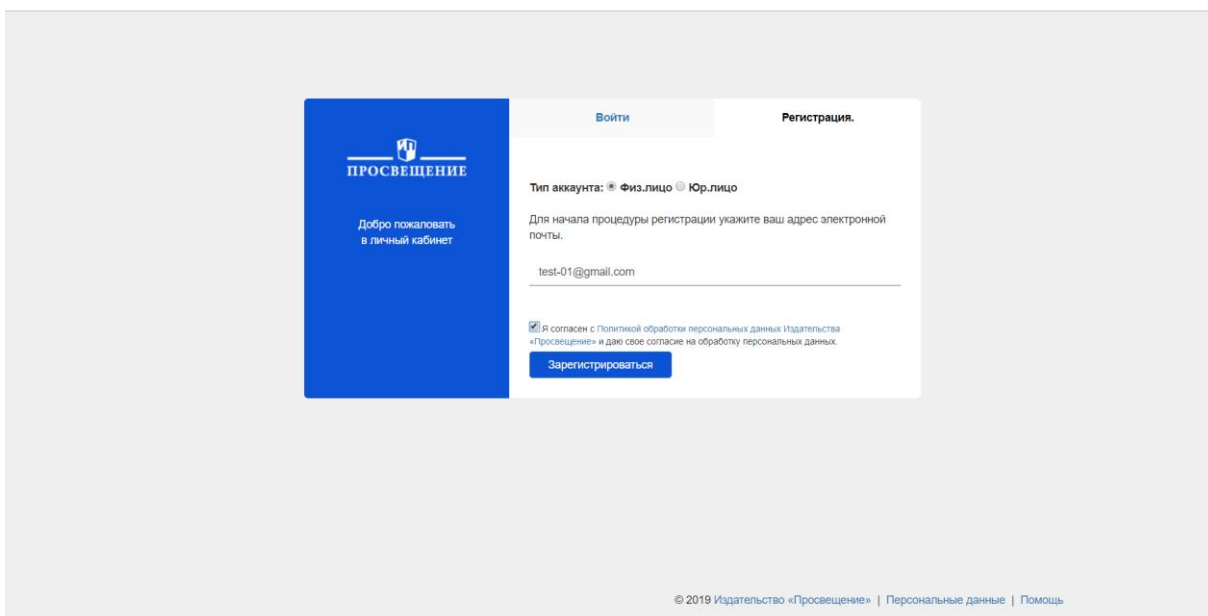 Войти
Регистрация.
ПРОСВЕЩЕНИЕ
Добро пожаловать
в личный кабинет
Тип аккаунта: Физ.лицо Юр.лицо
Для начала процедуры регистрации укажите ваш адрес электронной
почты.
test-01@gmail.com
Я согласен с Политикой обработки персональных данных Издательства
«Просвещение» и даю свое согласие на обработку персональных данных.
Зарегистрироваться
© 2019 Издательство «Просвещение» | Персональные данные | Помощь